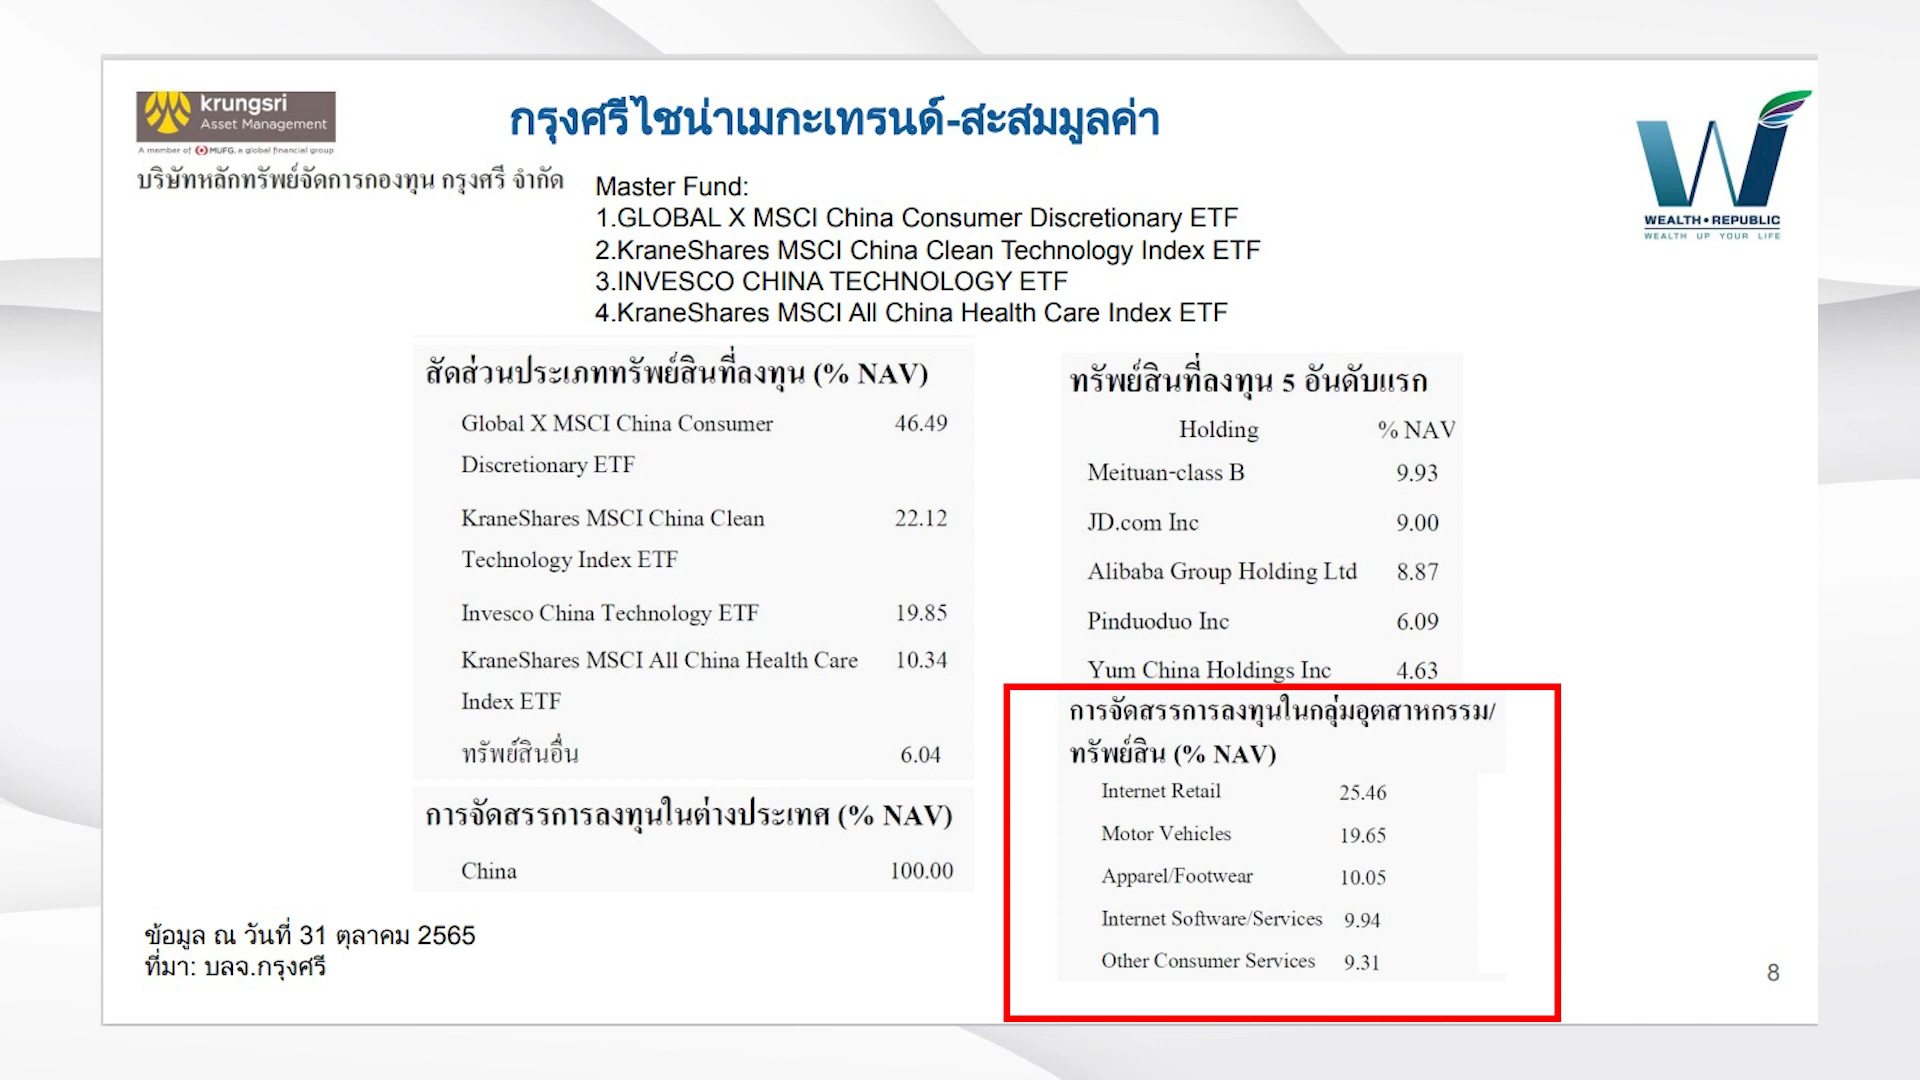 krungsri
Asset Management
A member of MUFG, a global financial group
บริษัทหลักทรัพย์จัดการกองทุน กรุงศรี จำกัด
กรุงศรีไชน่าเมกะเทรนด์-สะสมมูลค่า
WEALTH•REPUBLIC
WEALTH UP YOUR LIFE
Master Fund:
1.GLOBAL X MSCI China Consumer Discretionary ETF
2.KraneShares MSCI China Clean Technology Index ETF
3.INVESCO CHINA TECHNOLOGY ETF
4.KraneShares MSCI All China Health Care Index ETF
สัดส่วนประเภททรัพย์สินที่ลงทุน (% NAV)
Global X MSCI China Consumer 46.49
Discretionary ETF
KraneShares MSCI China Clean 22.12
Technology Index ETF
Invesco China Technology ETF 19.85
KraneShares MSCI All China Health Care 10.34
Index ETF
ทรัพย์สินอื่น 6.04
การจัดสรรการลงทุนในต่างประเทศ (% NAV)
China 100.00
ทรัพย์สินที่ลงทุน 5 อันดับแรก
Holding % NAV
Meituan-class B 9.93
JD.com Inc 9.00
Alibaba Group Holding Ltd 8.87
Pinduoduo Inc 6.09
Yum China Holdings Inc 4.63
การจัดสรรการลงทุนในกลุ่มอุตสาหกรรม/
ทรัพย์สิน (% NAV)
Internet Retail 25.46
Motor Vehicles 19.65
Apparel/Footwear 10.05
Internet Software/Services 9.94
Other Consumer Services 9.31
ข้อมูล ณ วันที่ 31 ตุลาคม 2565
ที่มา: บลจ.กรุงศรี
8